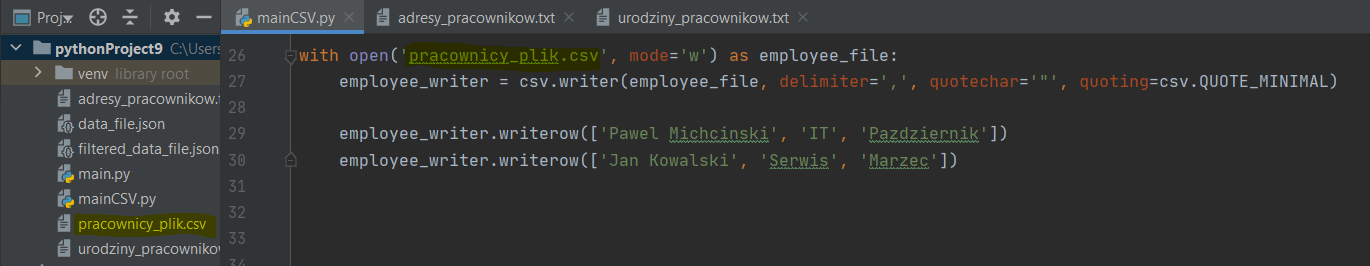 Proj
mainCSV.py
adresy_pracownikow.txt
urodziny_pracownikow.txt
pythonProject9 C:\Users
venv library root
adresy_pracownikow.t
data_file.json
filtered_data_file.json
main.py
mainCSV.py
pracownicy_plik.csv
urodziny_pracowniko
26 with open('pracownicy_plik.csv', mode='w') as employee_file:
27 employee_writer = csv.writer(employee_file, delimiter=',', quotechar='"', quoting=csv.QUOTE_MINIMAL)
28
29 employee_writer.writerow(['Pawel Michcinski', 'IT', 'Pazdziernik'])
30 employee_writer.writerow(['Jan Kowalski', 'Serwis', 'Marzec'])
31
32
33
34